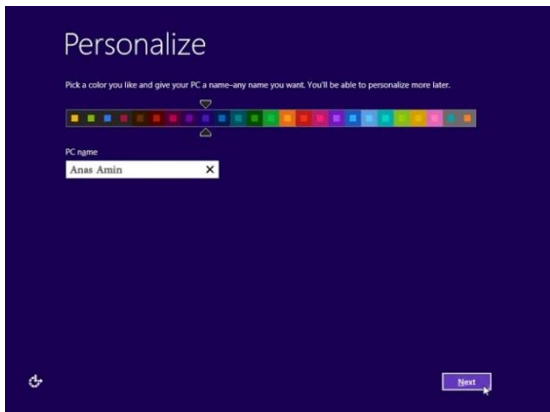 Personalize
Pick a color you like and give your PC a name–any name you want. You'll be able to personalize more later.
PC name
Anas Amin
Next